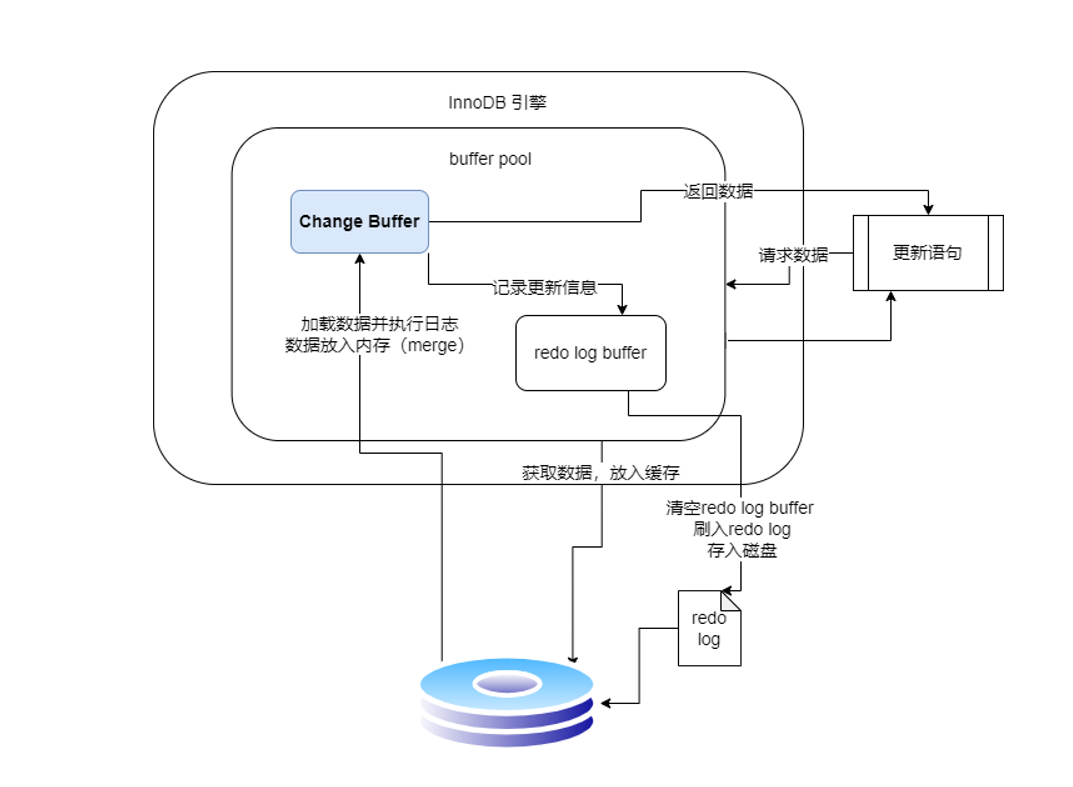 InnoDB 引擎
buffer pool
Change Buffer
返回数据
请求数据
更新语句
记录更新信息
加载数据并执行日志
数据放入内存（merge）
redo log buffer
获取数据，放入缓存
清空redo log buffer
刷入redo log
存入磁盘
redo
log